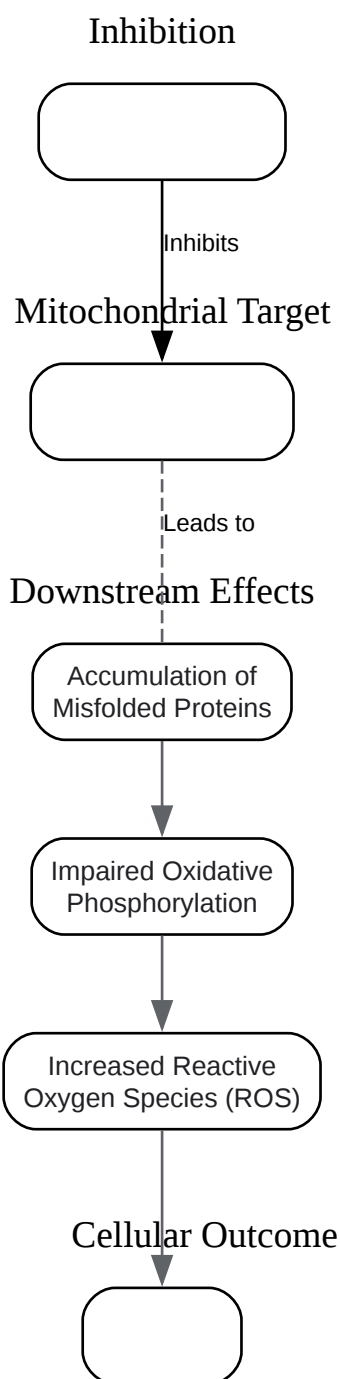 Inhibition
Inhibits
Mitochondrial Target
Leads to
Downstream Effects
Accumulation of
Misfolded Proteins
Impaired Oxidative
Phosphorylation
Increased Reactive
Oxygen Species (ROS)
Cellular Outcome